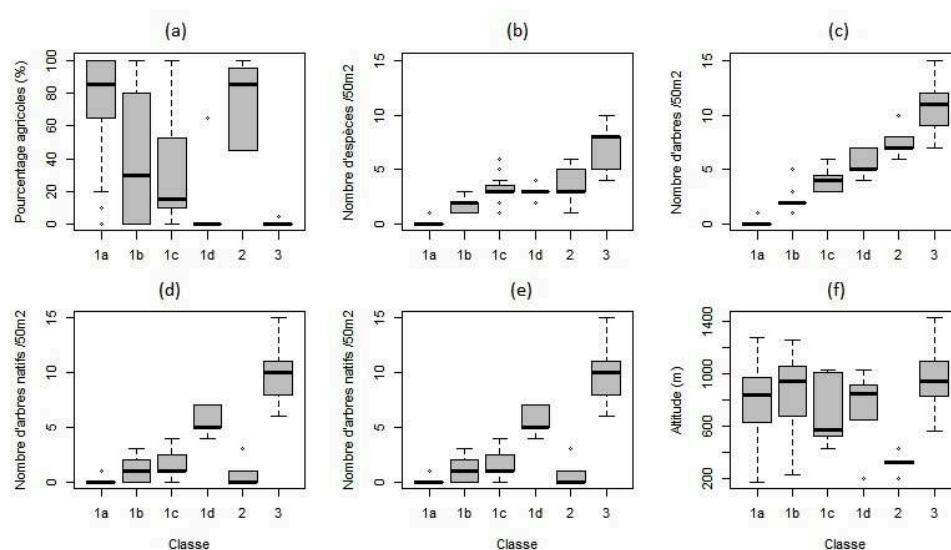 (a) (b) (c)
Pourcentage agricoles (%)
100
80
60
40
20
0
1a 1b 1c 1d 2 3
Nombre d'espèces /50m2
15
10
5
0
1a 1b 1c 1d 2 3
Nombre d'arbres /50m2
15
10
5
0
1a 1b 1c 1d 2 3
(d) (e) (f)
Nombre d'arbres natifs /50m2
15
10
5
0
1a 1b 1c 1d 2 3
Classe
Nombre d'arbres natifs /50m2
15
10
5
0
1a 1b 1c 1d 2 3
Classe
Altitude (m)
1400
1000
600
200
1a 1b 1c 1d 2 3
Classe